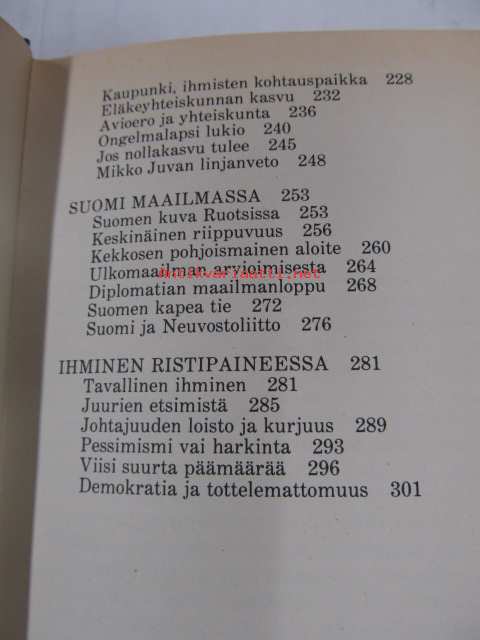 Kaupunki, ihmisten kohtauspaikka 228
Eläkeyhteiskunnan kasvu 232
Avioero ja yhteiskunta 236
Ongelmalapsi lukio 240
Jos nollakasvu tulee 245
Mikko Juvan linjanveto 248
SUOMI MAAILMASSA 253
Suomen kuva Ruotsissa 253
Keskinäinen riippuvuus 256
Kekkosen pohjoismainen aloite 260
Ulkomaailman arvioimisesta 264
antikvariaatti.net
Diplomatian maailmanloppu 268
Suomen kapea tie 272
Suomi ja Neuvostoliitto 276
IHMINEN RISTIPAINEESSA 281
Tavallinen ihminen 281
Juurien etsimistä 285
Johtajuuden loisto ja kurjuus 289
Pessimismi vai harkinta 293
Viisi suurta päämäärää 296
Demokratia ja tottelemattomuus 301